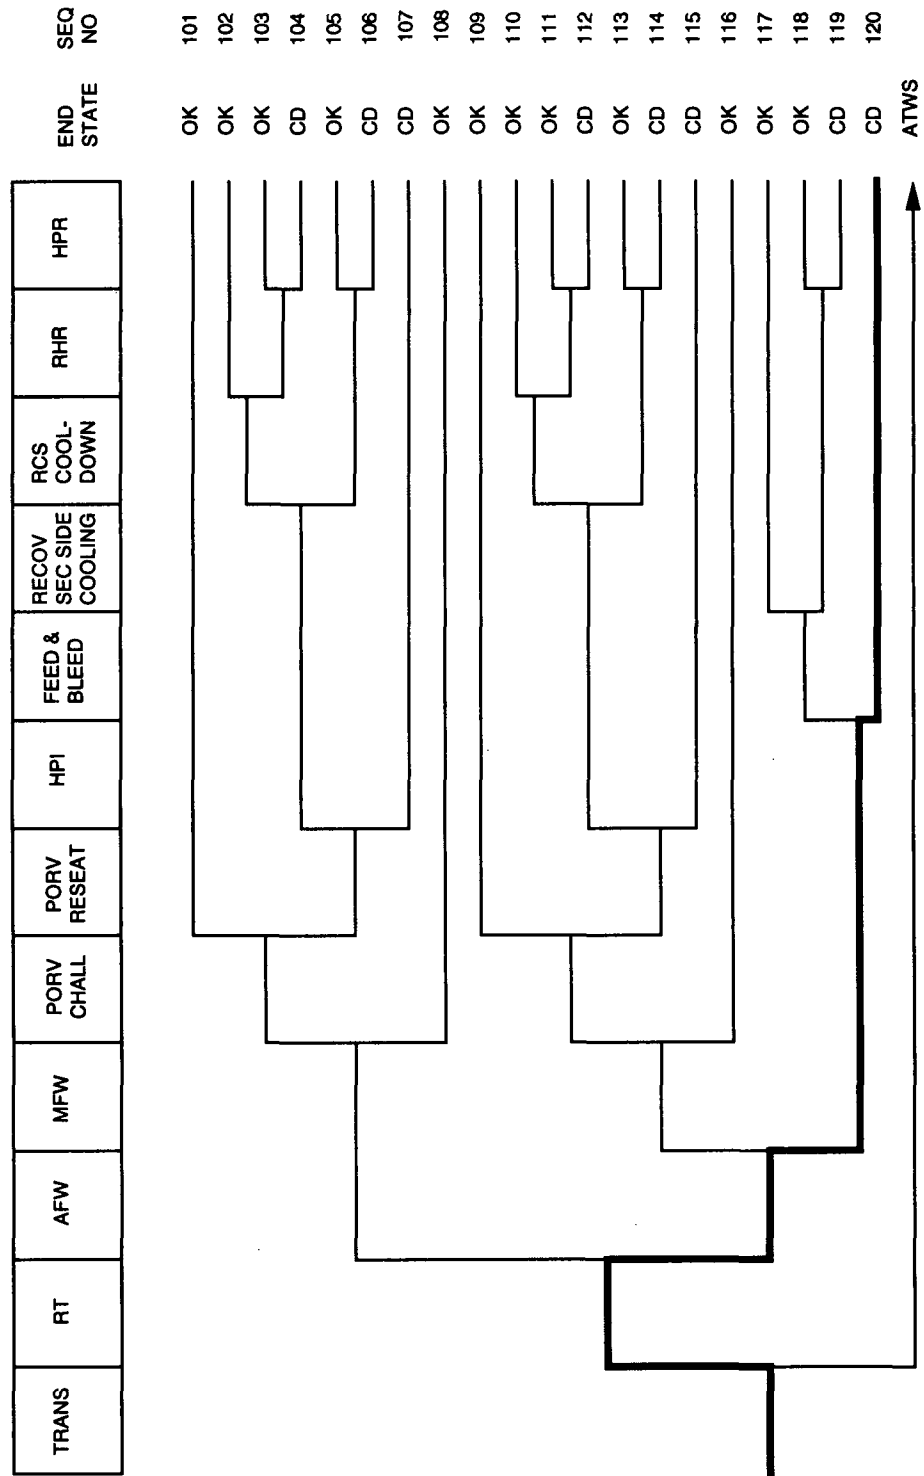 TRANS
RT
AFW
MFW
PORV
CHALL
PORV
RESEAT
HPI
FEED &
BLEED
RECOV
SEC SIDE
COOLING
RCS
COOL-
DOWN
RHR
HPR
END
STATE
SEQ
NO
OK 101
OK 102
OK 103
CD 104
OK 105
CD 106
CD 107
OK 108
OK 109
OK 110
OK 111
CD 112
OK 113
CD 114
CD 115
OK 116
OK 117
OK 118
CD 119
CD 120
ATWS